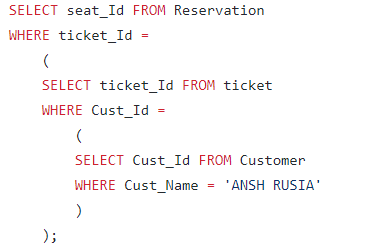 SELECT seat_Id FROM Reservation
WHERE ticket_Id =
(
SELECT ticket_Id FROM ticket
WHERE Cust_Id =
(
SELECT Cust_Id FROM Customer
WHERE Cust_Name = 'ANSH RUSIA'
)
);